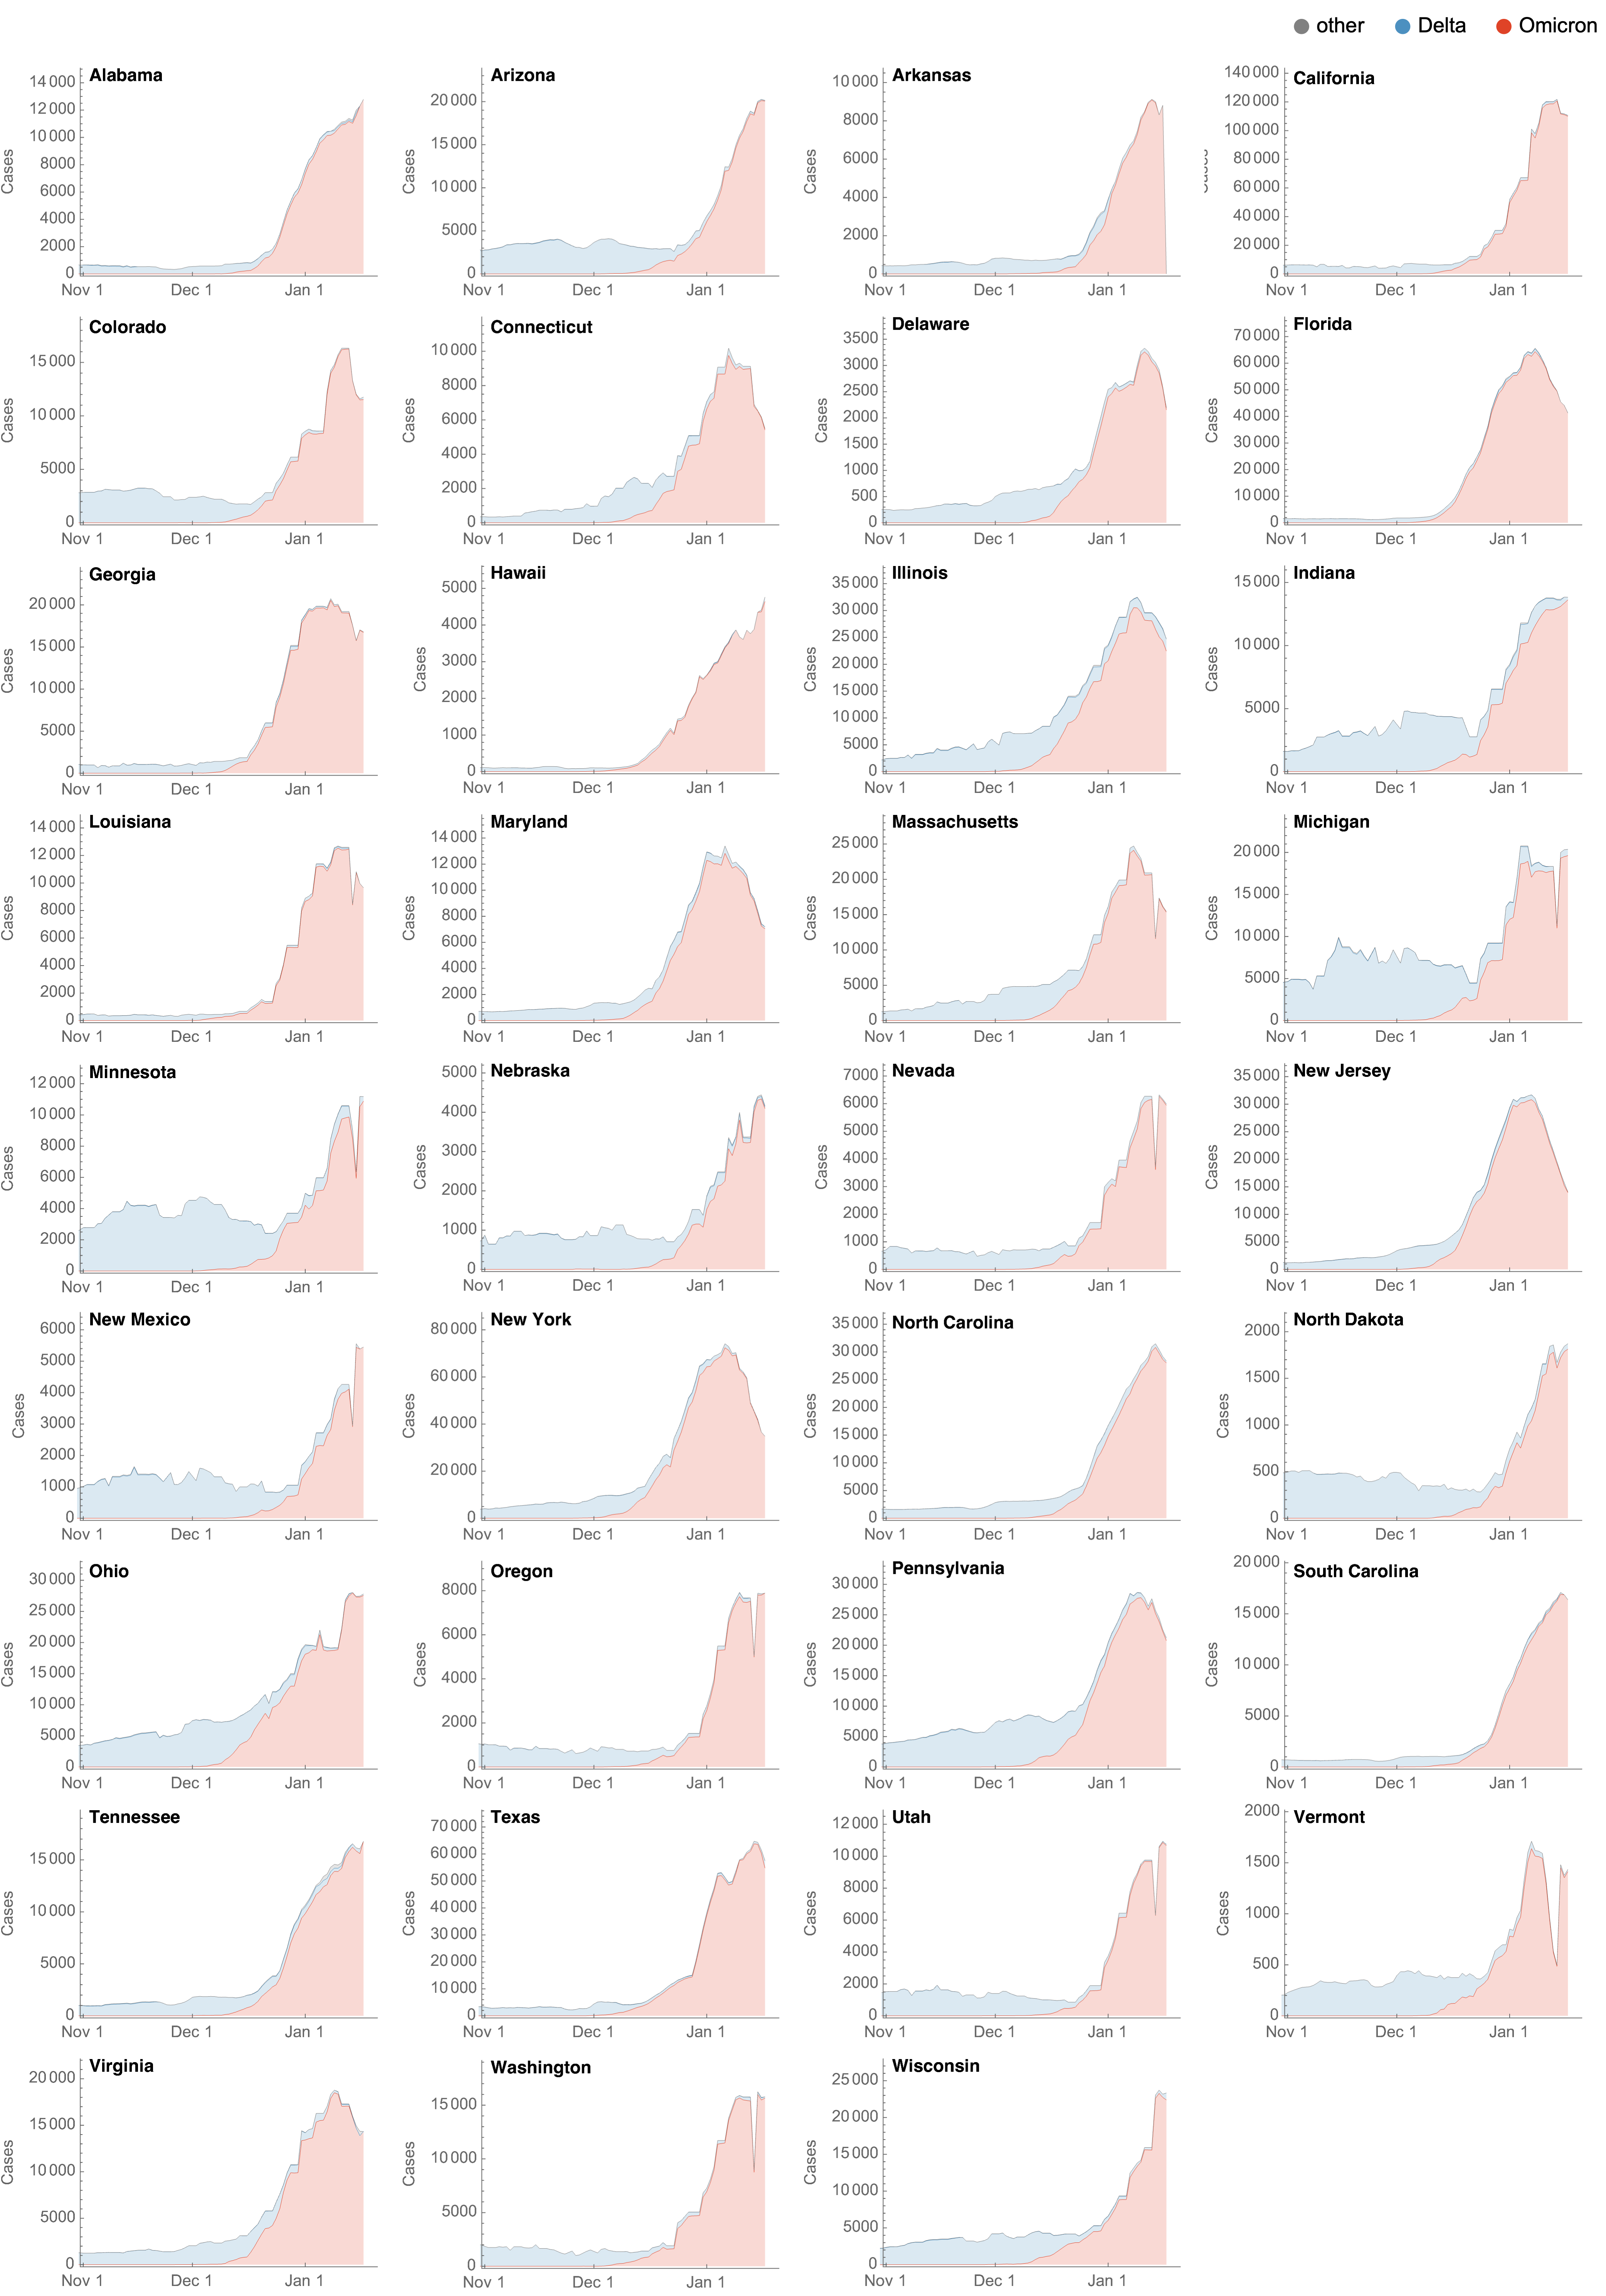 other Delta Omicron
Alabama
14 000
12 000
10 000
8000
6000
4000
2000
0
Cases
Nov 1 Dec 1 Jan 1
Arizona
20 000
15 000
10 000
5000
0
Cases
Nov 1 Dec 1 Jan 1
Arkansas
10 000
8000
6000
4000
2000
0
Cases
Nov 1 Dec 1 Jan 1
California
140 000
120 000
100 000
80 000
60 000
40 000
20 000
0
Cases
Nov 1 Dec 1 Jan 1
Colorado
15 000
10 000
5000
0
Cases
Nov 1 Dec 1 Jan 1
Connecticut
10 000
8000
6000
4000
2000
0
Cases
Nov 1 Dec 1 Jan 1
Delaware
3500
3000
2500
2000
1500
1000
500
0
Cases
Nov 1 Dec 1 Jan 1
Florida
70 000
60 000
50 000
40 000
30 000
20 000
10 000
0
Cases
Nov 1 Dec 1 Jan 1
Georgia
20 000
15 000
10 000
5000
0
Cases
Nov 1 Dec 1 Jan 1
Hawaii
5000
4000
3000
2000
1000
0
Cases
Nov 1 Dec 1 Jan 1
Illinois
35 000
30 000
25 000
20 000
15 000
10 000
5000
0
Cases
Nov 1 Dec 1 Jan 1
Indiana
15 000
10 000
5000
0
Cases
Nov 1 Dec 1 Jan 1
Louisiana
14 000
12 000
10 000
8000
6000
4000
2000
0
Cases
Nov 1 Dec 1 Jan 1
Maryland
14 000
12 000
10 000
8000
6000
4000
2000
0
Cases
Nov 1 Dec 1 Jan 1
Massachusetts
25 000
20 000
15 000
10 000
5000
0
Cases
Nov 1 Dec 1 Jan 1
Michigan
20 000
15 000
10 000
5000
0
Cases
Nov 1 Dec 1 Jan 1
Minnesota
12 000
10 000
8000
6000
4000
2000
0
Cases
Nov 1 Dec 1 Jan 1
Nebraska
5000
4000
3000
2000
1000
0
Cases
Nov 1 Dec 1 Jan 1
Nevada
7000
6000
5000
4000
3000
2000
1000
0
Cases
Nov 1 Dec 1 Jan 1
New Jersey
35 000
30 000
25 000
20 000
15 000
10 000
5000
0
Cases
Nov 1 Dec 1 Jan 1
New Mexico
6000
5000
4000
3000
2000
1000
0
Cases
Nov 1 Dec 1 Jan 1
New York
80 000
60 000
40 000
20 000
0
Cases
Nov 1 Dec 1 Jan 1
North Carolina
35 000
30 000
25 000
20 000
15 000
10 000
5000
0
Cases
Nov 1 Dec 1 Jan 1
North Dakota
2000
1500
1000
500
0
Cases
Nov 1 Dec 1 Jan 1
Ohio
30 000
25 000
20 000
15 000
10 000
5000
0
Cases
Nov 1 Dec 1 Jan 1
Oregon
8000
6000
4000
2000
0
Cases
Nov 1 Dec 1 Jan 1
Pennsylvania
30 000
25 000
20 000
15 000
10 000
5000
0
Cases
Nov 1 Dec 1 Jan 1
South Carolina
20 000
15 000
10 000
5000
0
Cases
Nov 1 Dec 1 Jan 1
Tennessee
15 000
10 000
5000
0
Cases
Nov 1 Dec 1 Jan 1
Texas
70 000
60 000
50 000
40 000
30 000
20 000
10 000
0
Cases
Nov 1 Dec 1 Jan 1
Utah
12 000
10 000
8000
6000
4000
2000
0
Cases
Nov 1 Dec 1 Jan 1
Vermont
2000
1500
1000
500
0
Cases
Nov 1 Dec 1 Jan 1
Virginia
20 000
15 000
10 000
5000
0
Cases
Nov 1 Dec 1 Jan 1
Washington
15 000
10 000
5000
0
Cases
Nov 1 Dec 1 Jan 1
Wisconsin
25 000
20 000
15 000
10 000
5000
0
Cases
Nov 1 Dec 1 Jan 1